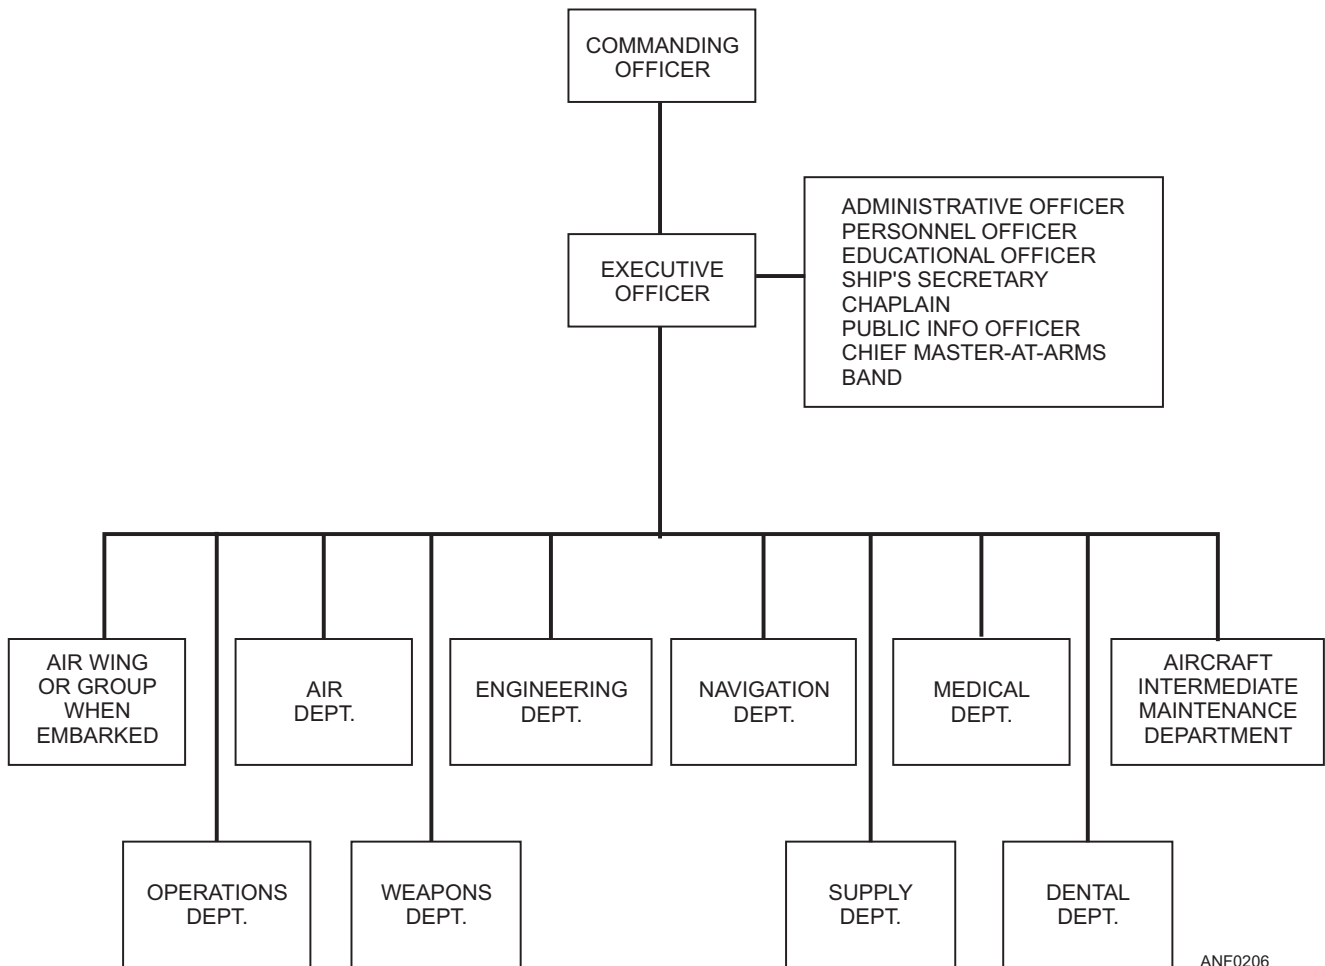 COMMANDING
OFFICER
EXECUTIVE
OFFICER
ADMINISTRATIVE OFFICER
PERSONNEL OFFICER
EDUCATIONAL OFFICER
SHIP'S SECRETARY
CHAPLAIN
PUBLIC INFO OFFICER
CHIEF MASTER-AT-ARMS
BAND
AIR WING
OR GROUP
WHEN
EMBARKED
AIR
DEPT.
ENGINEERING
DEPT.
NAVIGATION
DEPT.
MEDICAL
DEPT.
AIRCRAFT
INTERMEDIATE
MAINTENANCE
DEPARTMENT
OPERATIONS
DEPT.
WEAPONS
DEPT.
SUPPLY
DEPT.
DENTAL
DEPT.
ANF0206